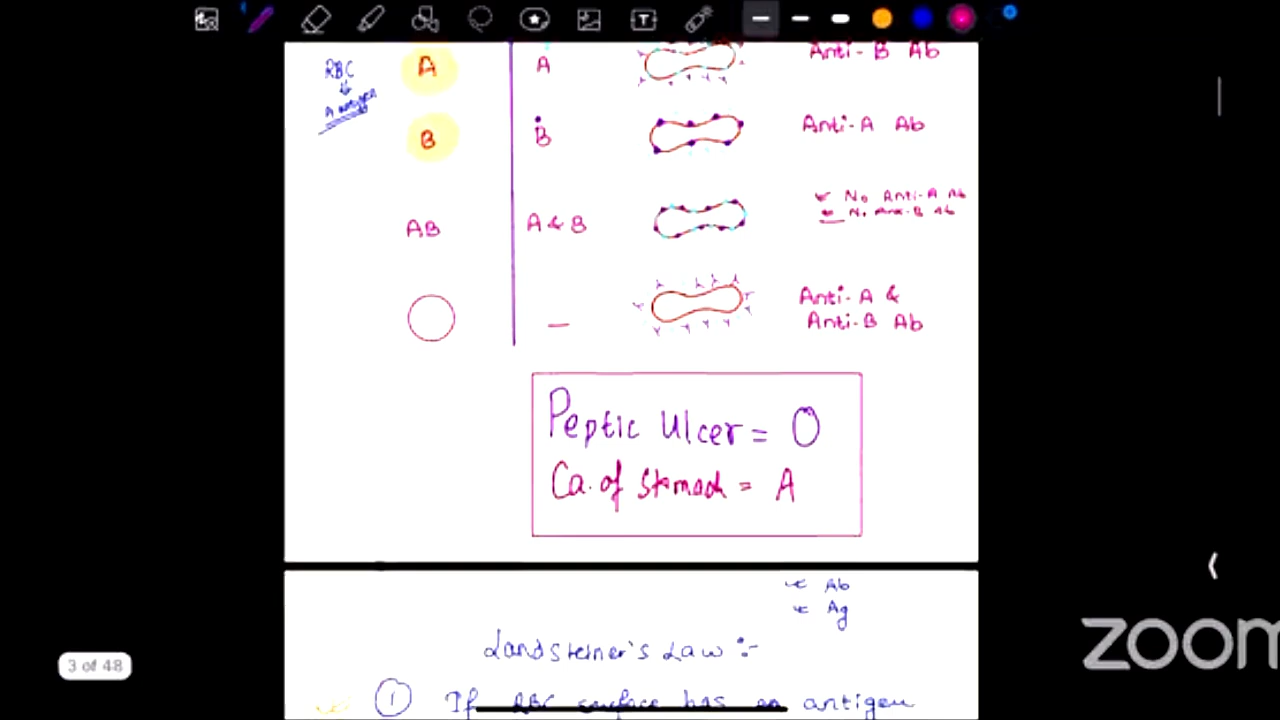 Anti-B Ab
RBC
A antigen
A A
B B Anti-A Ab
No Anti-A Ab
No Anti-B Ab
AB A & B
O — Anti-A &
Anti-B Ab
Peptic Ulcer = O
Ca. of Stomach = A
Ab
Ag
Landsteiner's Law :-
① If RBC surface has an antigen
3 of 48
zoom